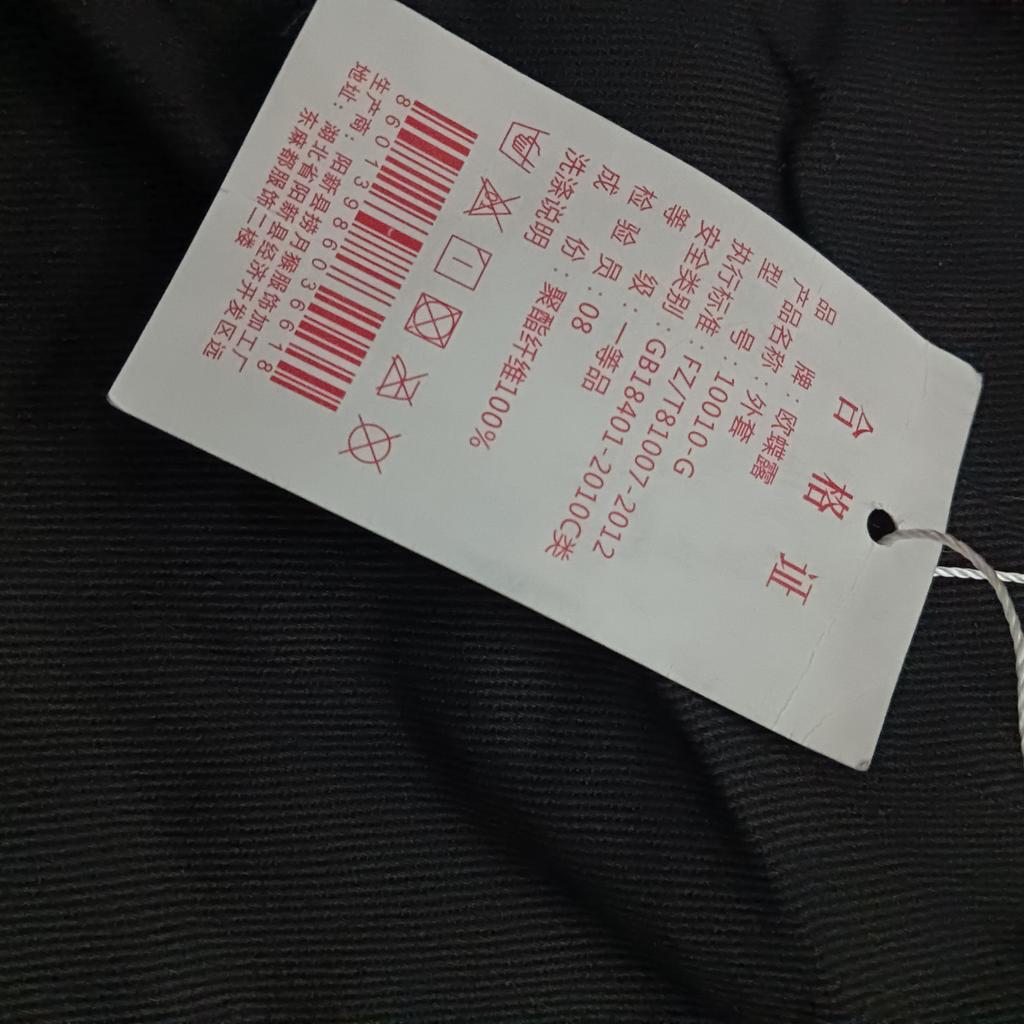 合格证
品牌：欧蝶露
产品名称：外套
型号：10010-G
执行标准：FZ/T81007-2012
安全类别：GB18401-2010C类
等级：一等品
检验员：08
成份：聚酯纤维100%
洗涤说明
8601398603618
生产商：阳新县揽月猴服饰加工厂
地址：湖北省阳新县经济开发区远
东麻都服饰二楼